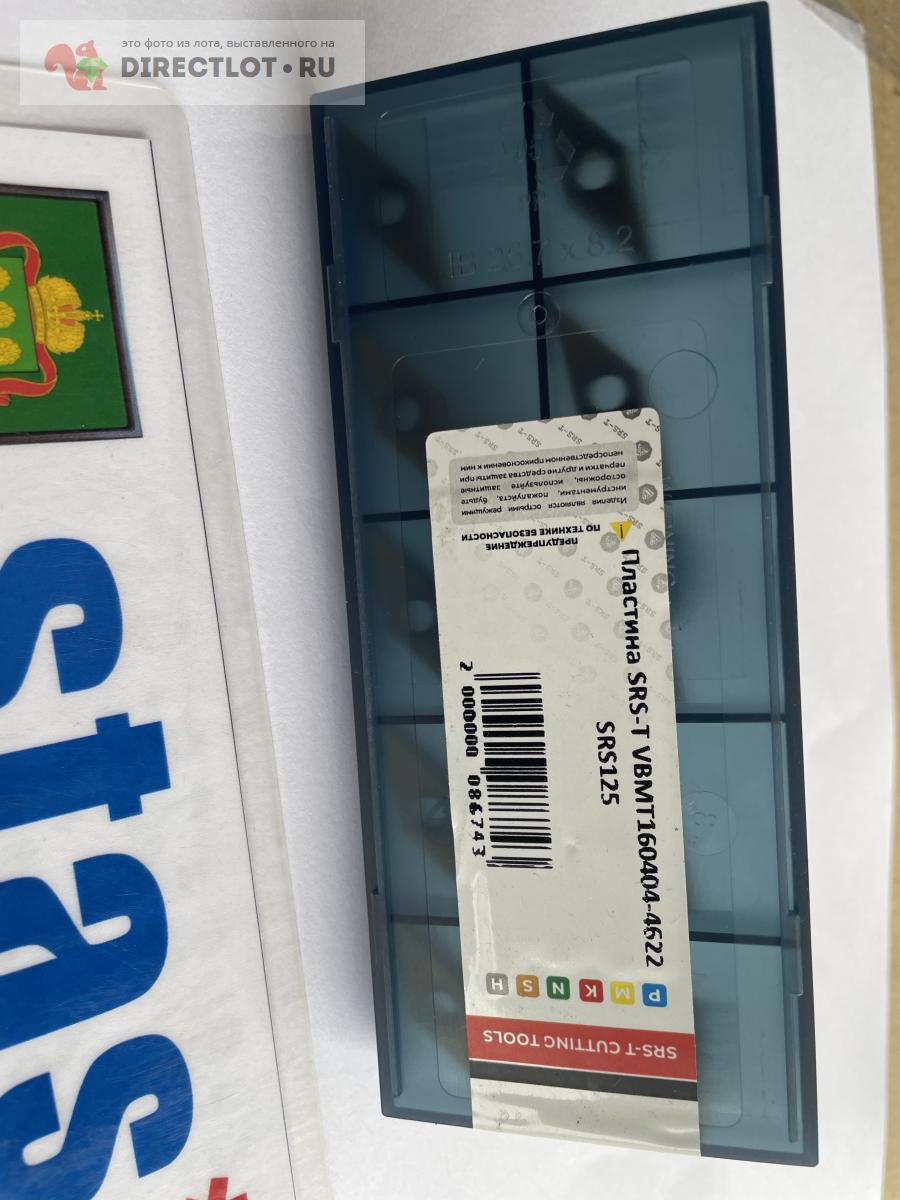 это фото из лота, выставленного на
DIRECTLOT•RU
IB 26.7 x 8.2
ПРЕДУПРЕЖДЕНИЕ
ПО ТЕХНИКЕ БЕЗОПАСНОСТИ
Изделия являются острыми режущими
инструментами, пожалуйста, будьте
осторожны, используйте защитные
перчатки и другие средства защиты при
непосредственном прикосновении к ним
Пластина SRS-T VBMT160404-4622
SRS125
2 000000 086743
P M K N S H
SRS-T CUTTING TOOLS
stas